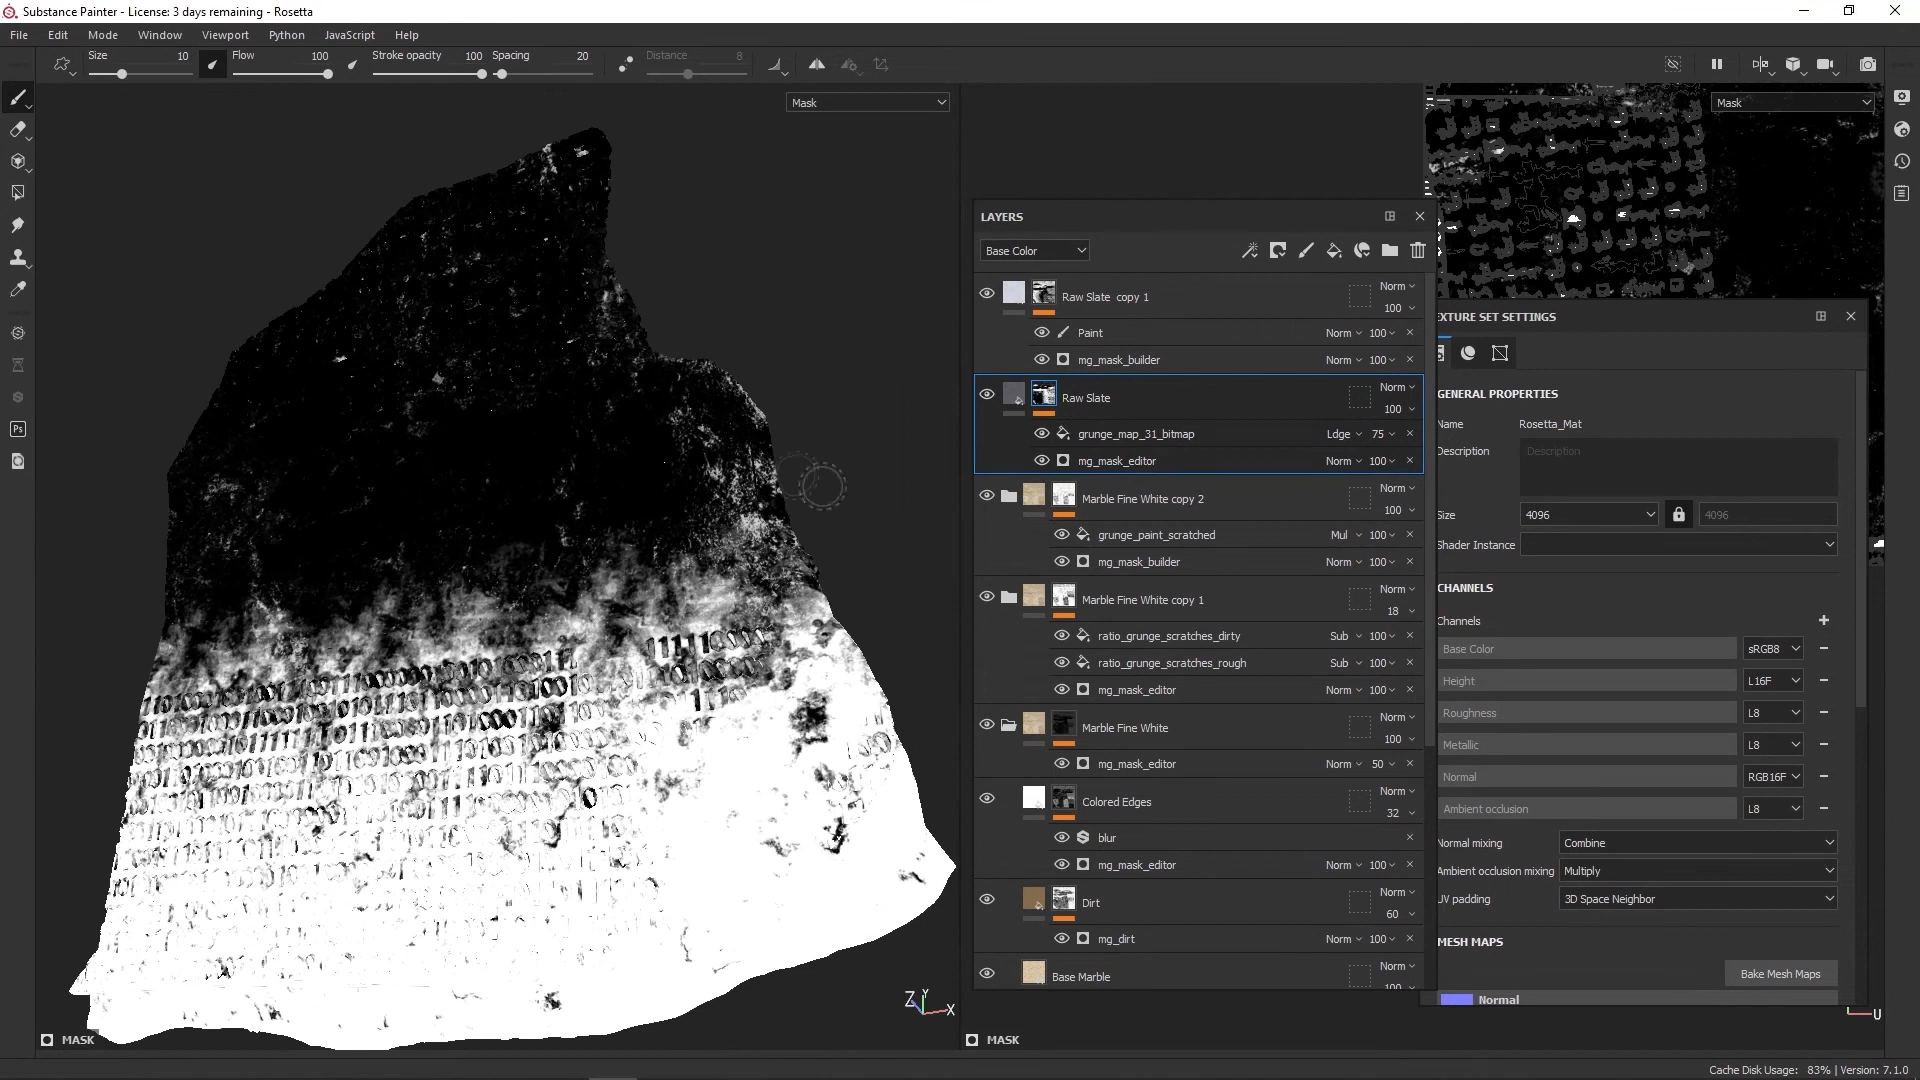 Substance Painter - License: 3 days remaining - Rosetta
File Edit Mode Window Viewport Python JavaScript Help
Size 10 Flow 100 Stroke opacity 100 Spacing 20 Distance 8
Mask
Mask
LAYERS
Base Color
Raw Slate copy 1 Norm 100
Paint Norm 100
mg_mask_builder Norm 100
Raw Slate Norm 100
grunge_map_31_bitmap Ldge 75
mg_mask_editor Norm 100
Marble Fine White copy 2 Norm 100
grunge_paint_scratched Mul 100
mg_mask_builder Norm 100
Marble Fine White copy 1 Norm 18
ratio_grunge_scratches_dirty Sub 100
ratio_grunge_scratches_rough Sub 100
mg_mask_editor Norm 100
Marble Fine White Norm 100
mg_mask_editor Norm 50
Colored Edges Norm 32
blur
mg_mask_editor Norm 100
Dirt Norm 60
mg_dirt Norm 100
Base Marble Norm 100
EXTURE SET SETTINGS
GENERAL PROPERTIES
Name Rosetta_Mat
Description Description
Size 4096 4096
Shader Instance
CHANNELS
Channels
Base Color sRGB8
Height L16F
Roughness L8
Metallic L8
Normal RGB16F
Ambient occlusion L8
Normal mixing Combine
Ambient occlusion mixing Multiply
UV padding 3D Space Neighbor
MESH MAPS
Bake Mesh Maps
Normal
Z Y X
U
MASK
MASK
Cache Disk Usage: 83% | Version: 7.1.0
Ps